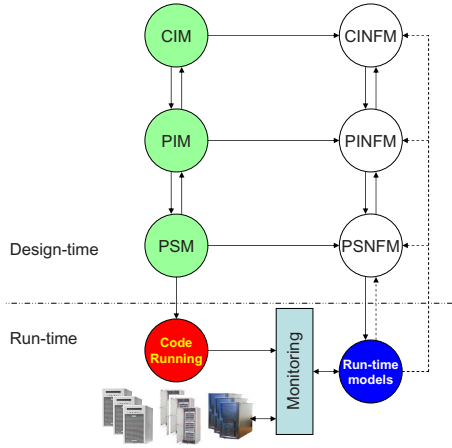 CIM
CINFM
PIM
PINFM
PSM
PSNFM
Design-time
Run-time
Code
Running
Monitoring
Run-time
models